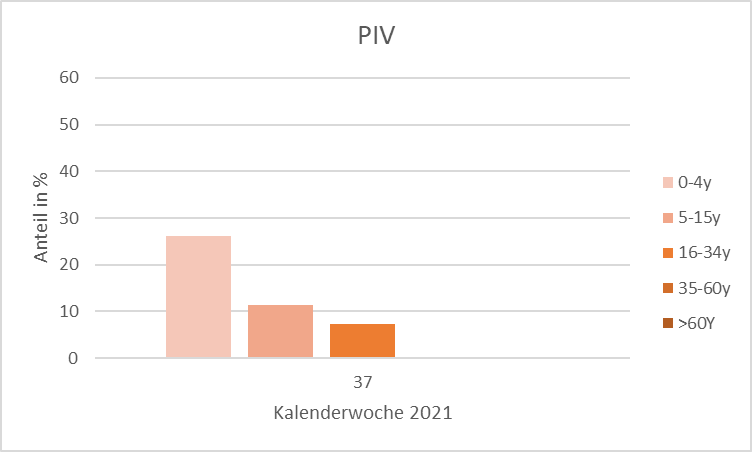 PIV
60
50
40
30
20
10
0
Anteil in %
37
Kalenderwoche 2021
0-4y
5-15y
16-34y
35-60y
>60Y